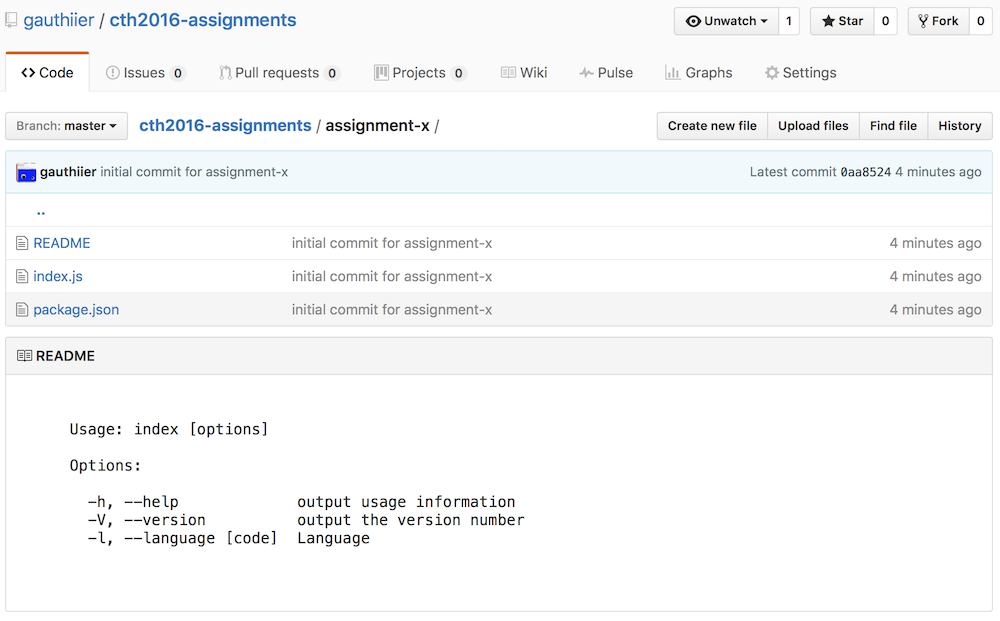 gauthiier / cth2016-assignments Unwatch 1 Star 0 Fork 0
Code Issues 0 Pull requests 0 Projects 0 Wiki Pulse Graphs Settings
Branch: master cth2016-assignments / assignment-x / Create new file Upload files Find file History
gauthiier initial commit for assignment-x Latest commit 0aa8524 4 minutes ago
..
README initial commit for assignment-x 4 minutes ago
index.js initial commit for assignment-x 4 minutes ago
package.json initial commit for assignment-x 4 minutes ago
README
Usage: index [options]
Options:
-h, --help output usage information
-V, --version output the version number
-l, --language [code] Language